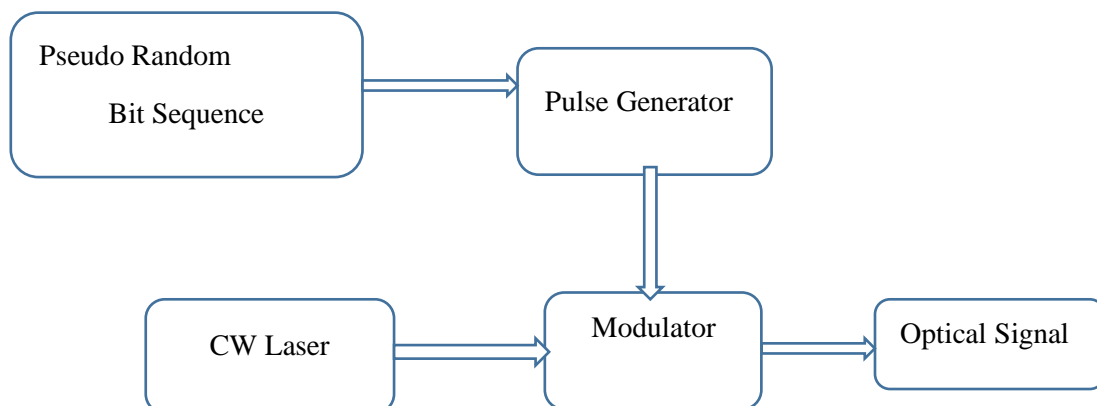 Pseudo Random
Bit Sequence
Pulse Generator
CW Laser
Modulator
Optical Signal